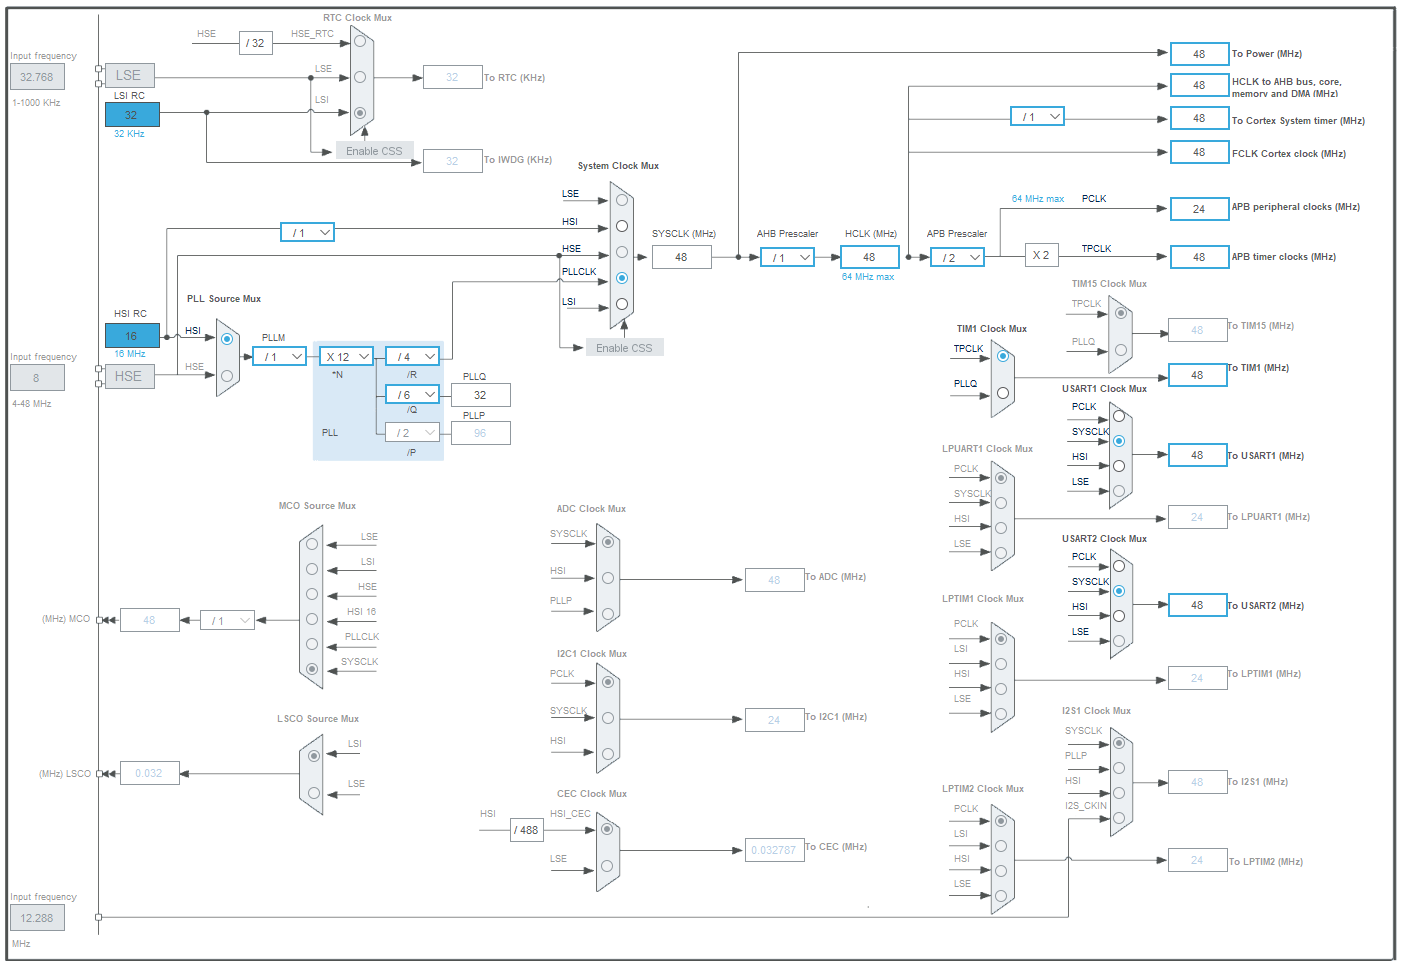 RTC Clock Mux
HSE
/ 32
HSE_RTC
Input frequency
32.768
1-1000 KHz
LSE
LSE
32
To RTC (KHz)
LSI RC
32
32 KHz
LSI
Enable CSS
32
To IWDG (KHz)
System Clock Mux
LSE
HSI
HSE
PLLCLK
LSI
Enable CSS
/ 1
SYSCLK (MHz)
48
AHB Prescaler
/ 1
HCLK (MHz)
48
64 MHz max
APB Prescaler
/ 2
48
To Power (MHz)
48
HCLK to AHB bus, core,
memory and DMA (MHz)
/ 1
48
To Cortex System timer (MHz)
48
FCLK Cortex clock (MHz)
64 MHz max
PCLK
24
APB peripheral clocks (MHz)
X 2
TPCLK
48
APB timer clocks (MHz)
PLL Source Mux
HSI RC
16
16 MHz
HSI
HSE
Input frequency
8
4-48 MHz
HSE
PLLM
/ 1
X 12
*N
/ 4
/R
PLLQ
/ 6
32
/Q
PLLP
PLL
/ 2
96
/P
TIM15 Clock Mux
TPCLK
PLLQ
48
To TIM15 (MHz)
TIM1 Clock Mux
TPCLK
PLLQ
48
To TIM1 (MHz)
USART1 Clock Mux
PCLK
SYSCLK
HSI
LSE
48
To USART1 (MHz)
LPUART1 Clock Mux
PCLK
SYSCLK
HSI
LSE
24
To LPUART1 (MHz)
USART2 Clock Mux
PCLK
SYSCLK
HSI
LSE
48
To USART2 (MHz)
MCO Source Mux
LSE
LSI
HSE
HSI 16
PLLCLK
SYSCLK
(MHz) MCO
48
/ 1
ADC Clock Mux
SYSCLK
HSI
PLLP
48
To ADC (MHz)
LPTIM1 Clock Mux
PCLK
LSI
HSI
LSE
24
To LPTIM1 (MHz)
I2C1 Clock Mux
PCLK
SYSCLK
HSI
24
To I2C1 (MHz)
LSCO Source Mux
LSI
LSE
(MHz) LSCO
0.032
I2S1 Clock Mux
SYSCLK
PLLP
HSI
I2S_CKIN
48
To I2S1 (MHz)
CEC Clock Mux
HSI
/ 488
HSI_CEC
LSE
0.032787
To CEC (MHz)
LPTIM2 Clock Mux
PCLK
LSI
HSI
LSE
24
To LPTIM2 (MHz)
Input frequency
12.288
MHz